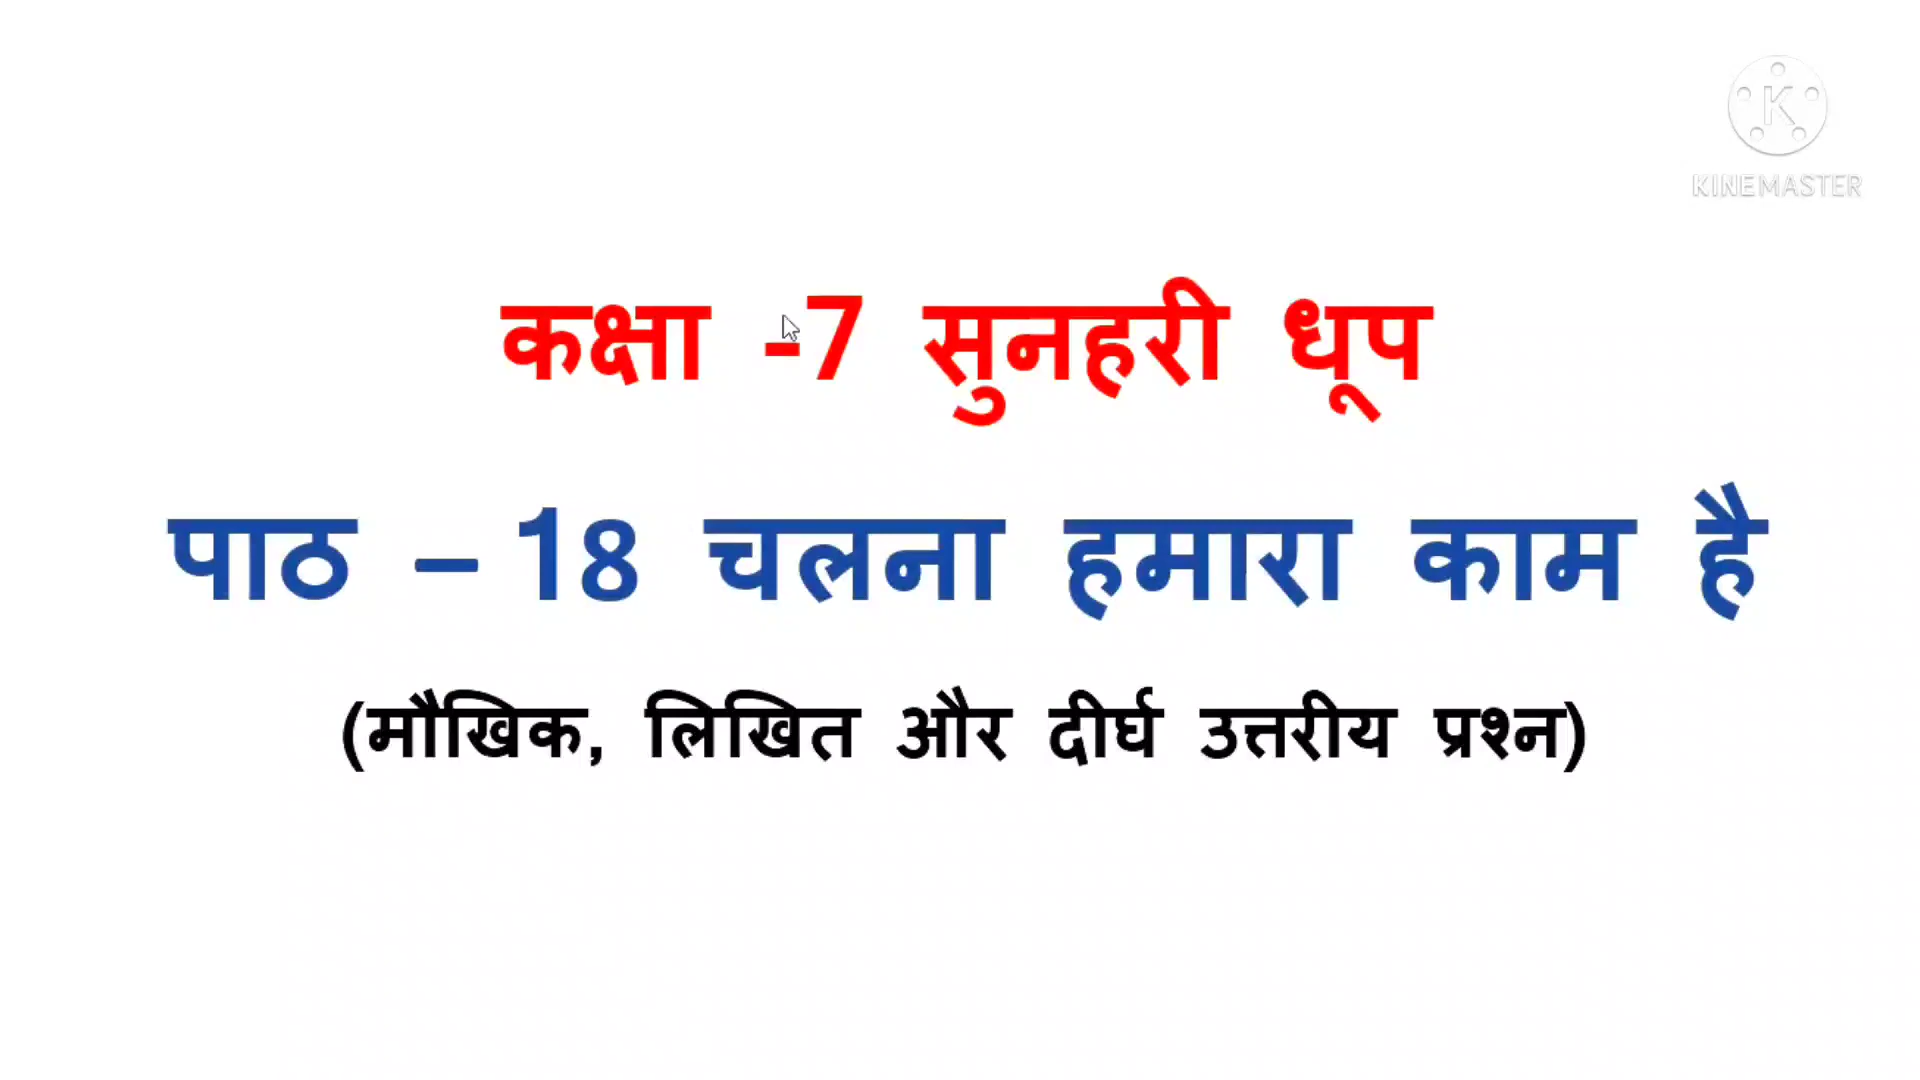 KINEMASTER
कक्षा -7 सुनहरी धूप
पाठ – 18 चलना हमारा काम है
(मौखिक, लिखित और दीर्घ उत्तरीय प्रश्न)